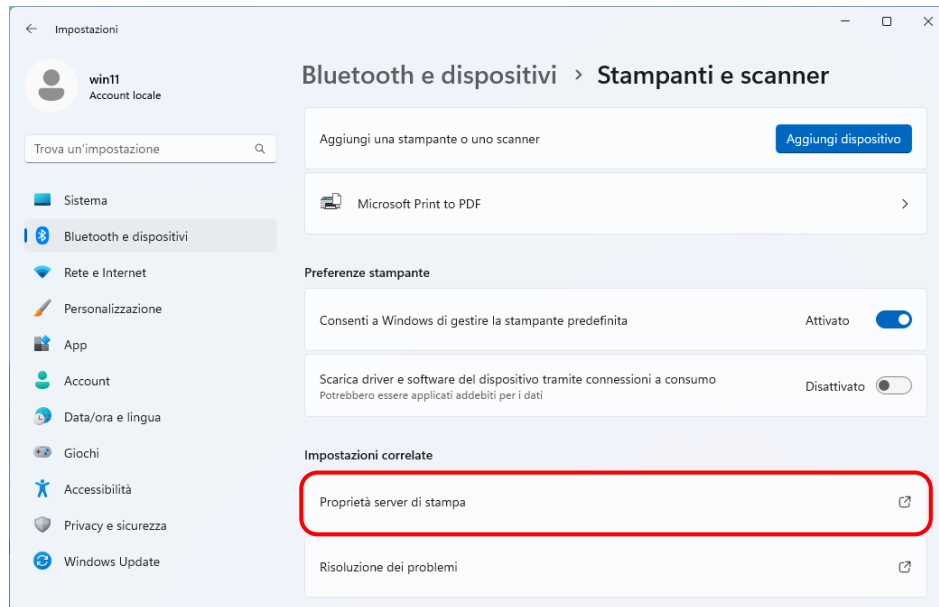 Impostazioni
win11
Account locale
Trova un'impostazione
Sistema
Bluetooth e dispositivi
Rete e Internet
Personalizzazione
App
Account
Data/ora e lingua
Giochi
Accessibilità
Privacy e sicurezza
Windows Update
Bluetooth e dispositivi › Stampanti e scanner
Aggiungi una stampante o uno scanner
Aggiungi dispositivo
Microsoft Print to PDF
Preferenze stampante
Consenti a Windows di gestire la stampante predefinita
Attivato
Scarica driver e software del dispositivo tramite connessioni a consumo
Potrebbero essere applicati addebiti per i dati
Disattivato
Impostazioni correlate
Proprietà server di stampa
Risoluzione dei problemi